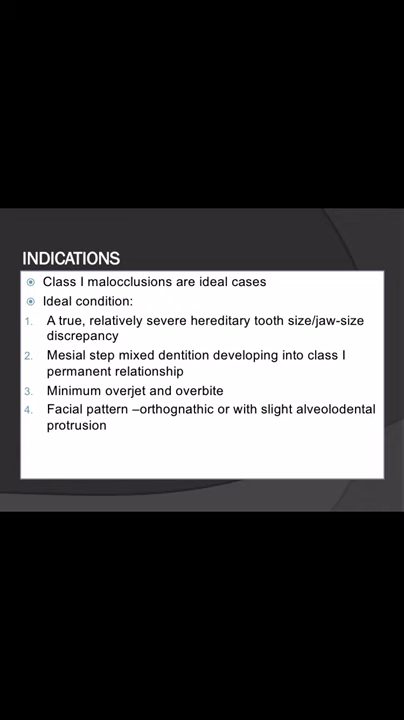 INDICATIONS
Class I malocclusions are ideal cases
Ideal condition:
1. A true, relatively severe hereditary tooth size/jaw-size
discrepancy
2. Mesial step mixed dentition developing into class I
permanent relationship
3. Minimum overjet and overbite
4. Facial pattern –orthognathic or with slight alveolodental
protrusion